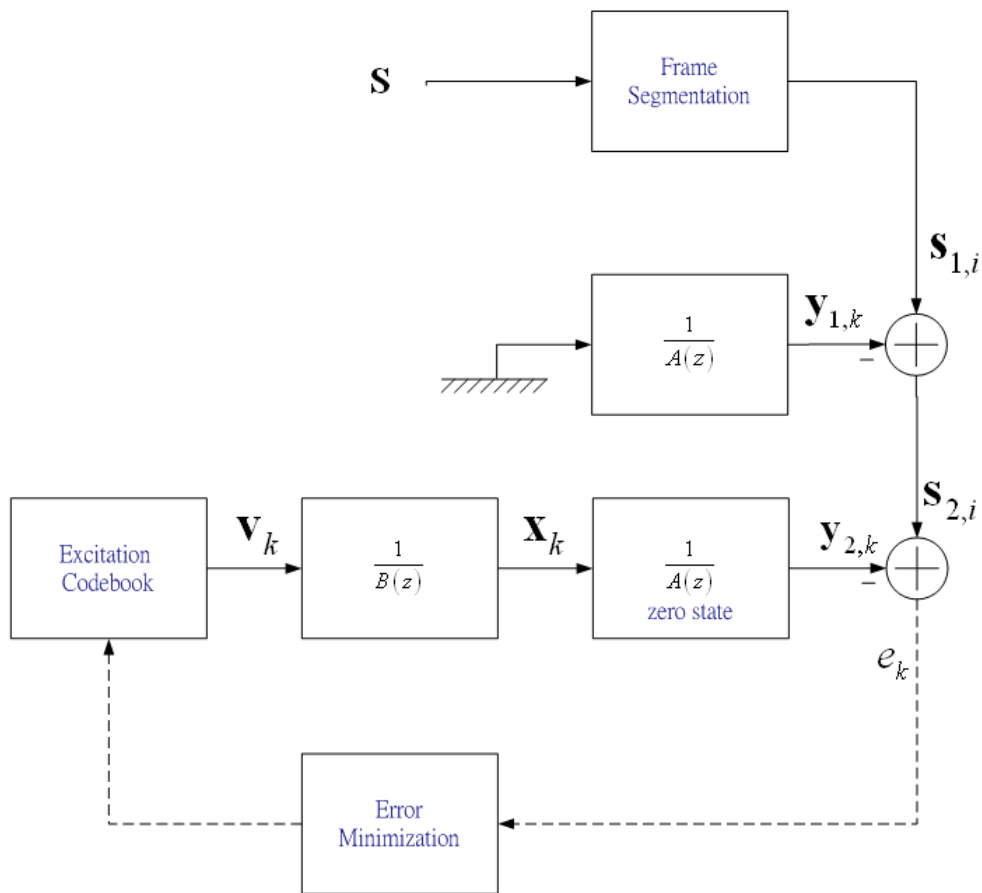 s
Frame
Segmentation
s1,i
1
A(z)
y1,k
−
s2,i
Excitation
Codebook
vk
1
B(z)
xk
1
A(z)
zero state
y2,k
−
ek
Error
Minimization